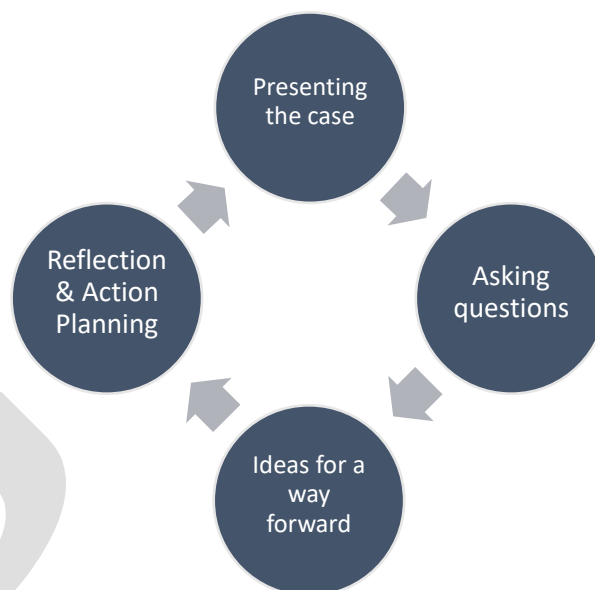 Presenting
the case
Asking
questions
Ideas for a
way
forward
Reflection
& Action
Planning